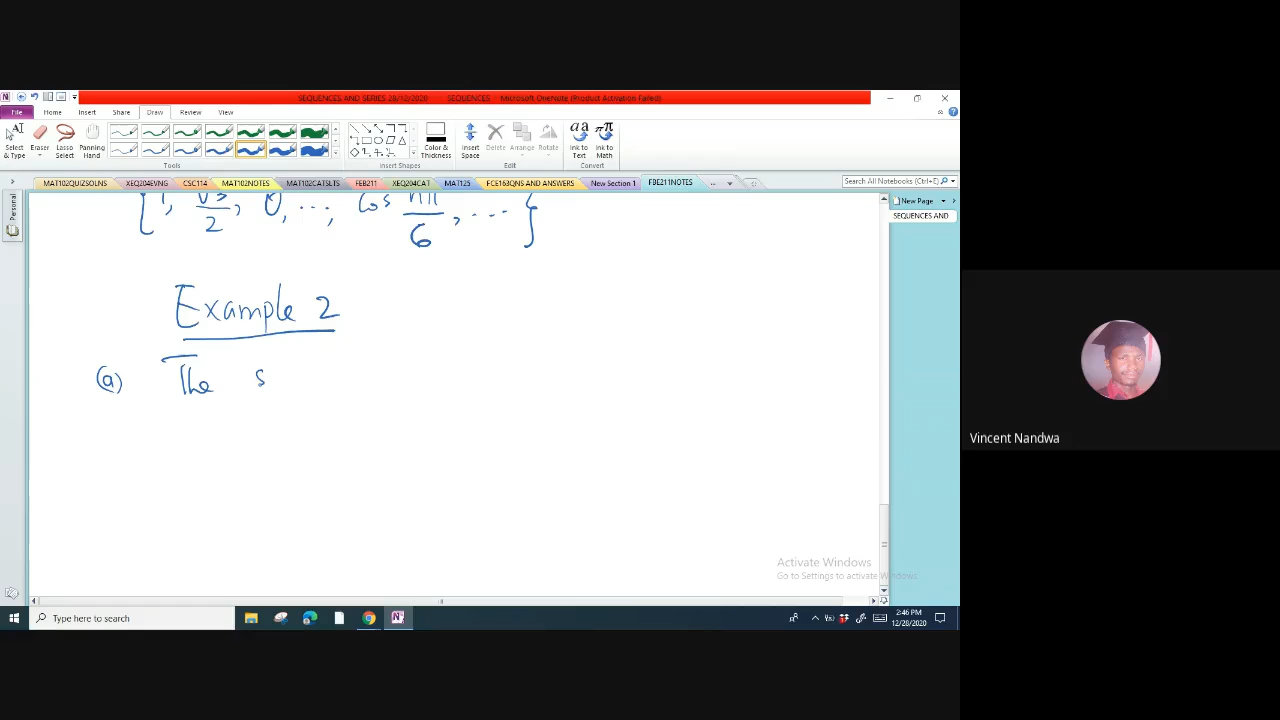 SEQUENCES AND SERIES 28/12/2020 SEQUENCES - Microsoft OneNote (Product Activation Failed)
File Home Insert Share Draw Review View
Select & Type
Eraser
Lasso Select
Panning Hand
Color & Thickness
Insert Space
Delete
Arrange
Rotate
Ink to Text
Ink to Math
Tools
Insert Shapes
Edit
Convert
MAT102QUIZSOLNS XEQ204EVNG CSC114 MAT102NOTES MAT102CATSLTS FEB211 XEQ204CAT MAT125 FCE163QNS AND ANSWERS New Section 1 FBE211NOTES
Search All Notebooks (Ctrl+E)
Personal
New Page
SEQUENCES AND
{ 1, √3/2, 0, ..., cos nπ/6, .... }
Example 2
(a) The s
Vincent Nandwa
Activate Windows
Go to Settings to activate Windows.
Type here to search
2:46 PM
12/28/2020